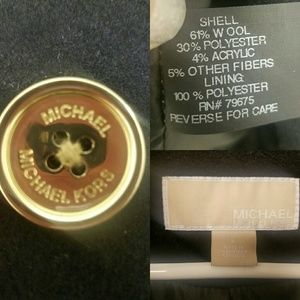 MICHAEL
MICHAEL KORS
SHELL
61% WOOL
30% POLYESTER
4% ACRYLIC
5% OTHER FIBERS
LINING:
100% POLYESTER
RN# 79675
REVERSE FOR CARE
MICHAEL